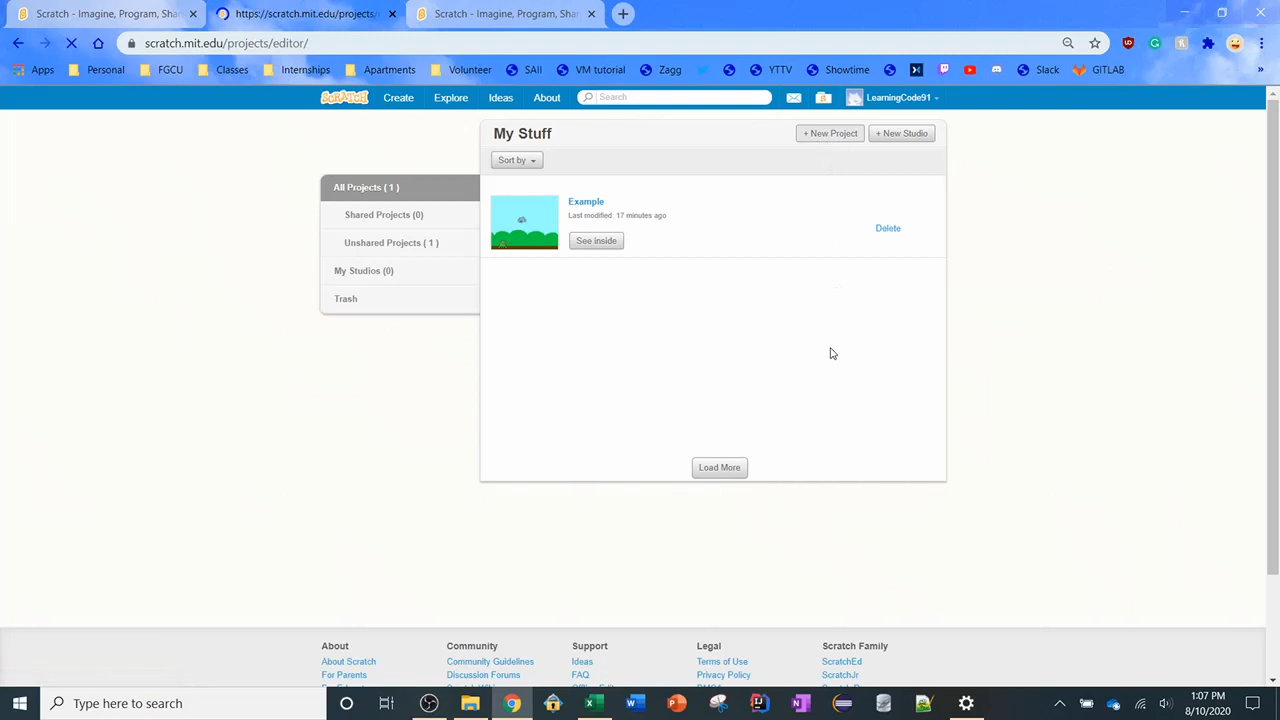 Scratch - Imagine, Program, Shar
https://scratch.mit.edu/projects/
Scratch - Imagine, Program, Shar
scratch.mit.edu/projects/editor/
Apps Personal FGCU Classes Internships Apartments Volunteer SAII VM tutorial Zagg YTTV Showtime Slack GITLAB »
SCRATCH Create Explore Ideas About Search LearningCode91
My Stuff
+ New Project
+ New Studio
Sort by
All Projects ( 1 )
Shared Projects (0)
Unshared Projects ( 1 )
My Studios (0)
Trash
Example
Last modified, 17 minutes ago
See inside
Delete
Load More
About
About Scratch
For Parents
Community
Community Guidelines
Discussion Forums
Support
Ideas
FAQ
Legal
Terms of Use
Privacy Policy
Scratch Family
ScratchEd
ScratchJr
Type here to search
1:07 PM
8/10/2020